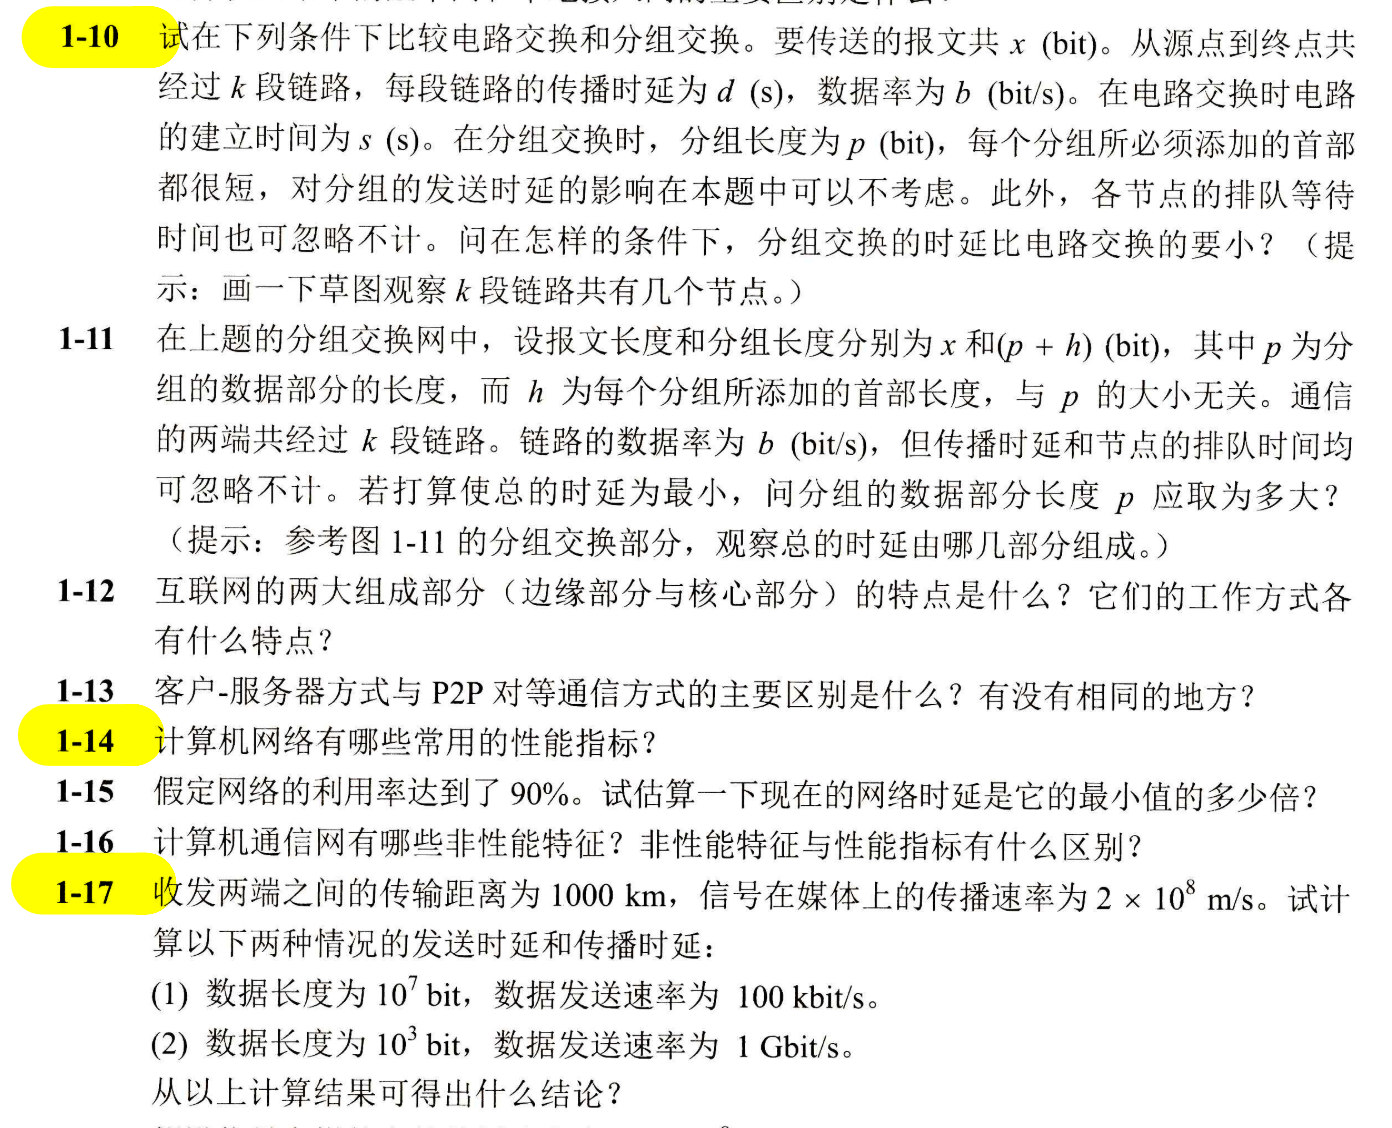 1-10 试在下列条件下比较电路交换和分组交换。要传送的报文共 x (bit)。从源点到终点共
经过 k 段链路，每段链路的传播时延为 d (s)，数据率为 b (bit/s)。在电路交换时电路
的建立时间为 s (s)。在分组交换时，分组长度为 p (bit)，每个分组所必须添加的首部
都很短，对分组的发送时延的影响在本题中可以不考虑。此外，各节点的排队等待
时间也可忽略不计。问在怎样的条件下，分组交换的时延比电路交换的要小？（提
示：画一下草图观察 k 段链路共有几个节点。）
1-11 在上题的分组交换网中，设报文长度和分组长度分别为 x 和(p + h) (bit)，其中 p 为分
组的数据部分的长度，而 h 为每个分组所添加的首部长度，与 p 的大小无关。通信
的两端共经过 k 段链路。链路的数据率为 b (bit/s)，但传播时延和节点的排队时间均
可忽略不计。若打算使总的时延为最小，问分组的数据部分长度 p 应取为多大？
（提示：参考图 1-11 的分组交换部分，观察总的时延由哪几部分组成。）
1-12 互联网的两大组成部分（边缘部分与核心部分）的特点是什么？它们的工作方式各
有什么特点？
1-13 客户-服务器方式与 P2P 对等通信方式的主要区别是什么？有没有相同的地方？
1-14 计算机网络有哪些常用的性能指标？
1-15 假定网络的利用率达到了 90%。试估算一下现在的网络时延是它的最小值的多少倍？
1-16 计算机通信网有哪些非性能特征？非性能特征与性能指标有什么区别？
1-17 收发两端之间的传输距离为 1000 km，信号在媒体上的传播速率为 2 × 10⁸ m/s。试计
算以下两种情况的发送时延和传播时延：
(1) 数据长度为 10⁷ bit，数据发送速率为 100 kbit/s。
(2) 数据长度为 10³ bit，数据发送速率为 1 Gbit/s。
从以上计算结果可得出什么结论？